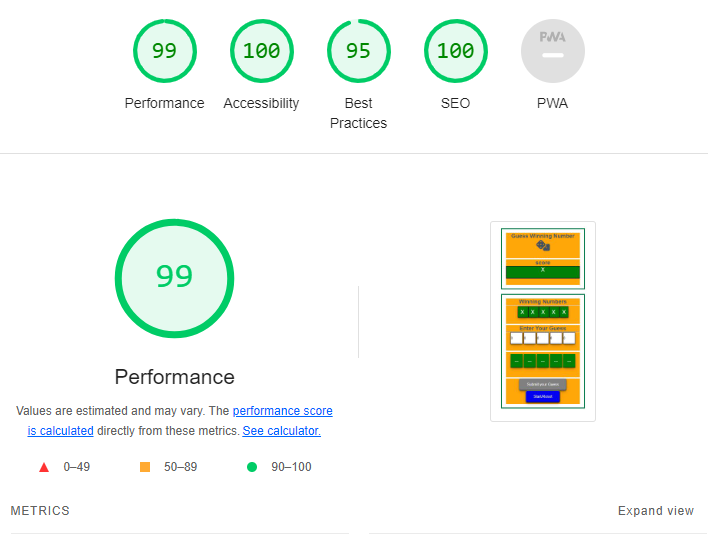 99
100
95
100
PWA
Performance
Accessibility
Best
Practices
SEO
PWA
99
Performance
Values are estimated and may vary. The performance score
is calculated directly from these metrics. See calculator.
0–49
50–89
90–100
Guess Winning Number
score
X
Winning Numbers
X X X X X
Enter Your Guess
Submit your Guess
METRICS
Expand view